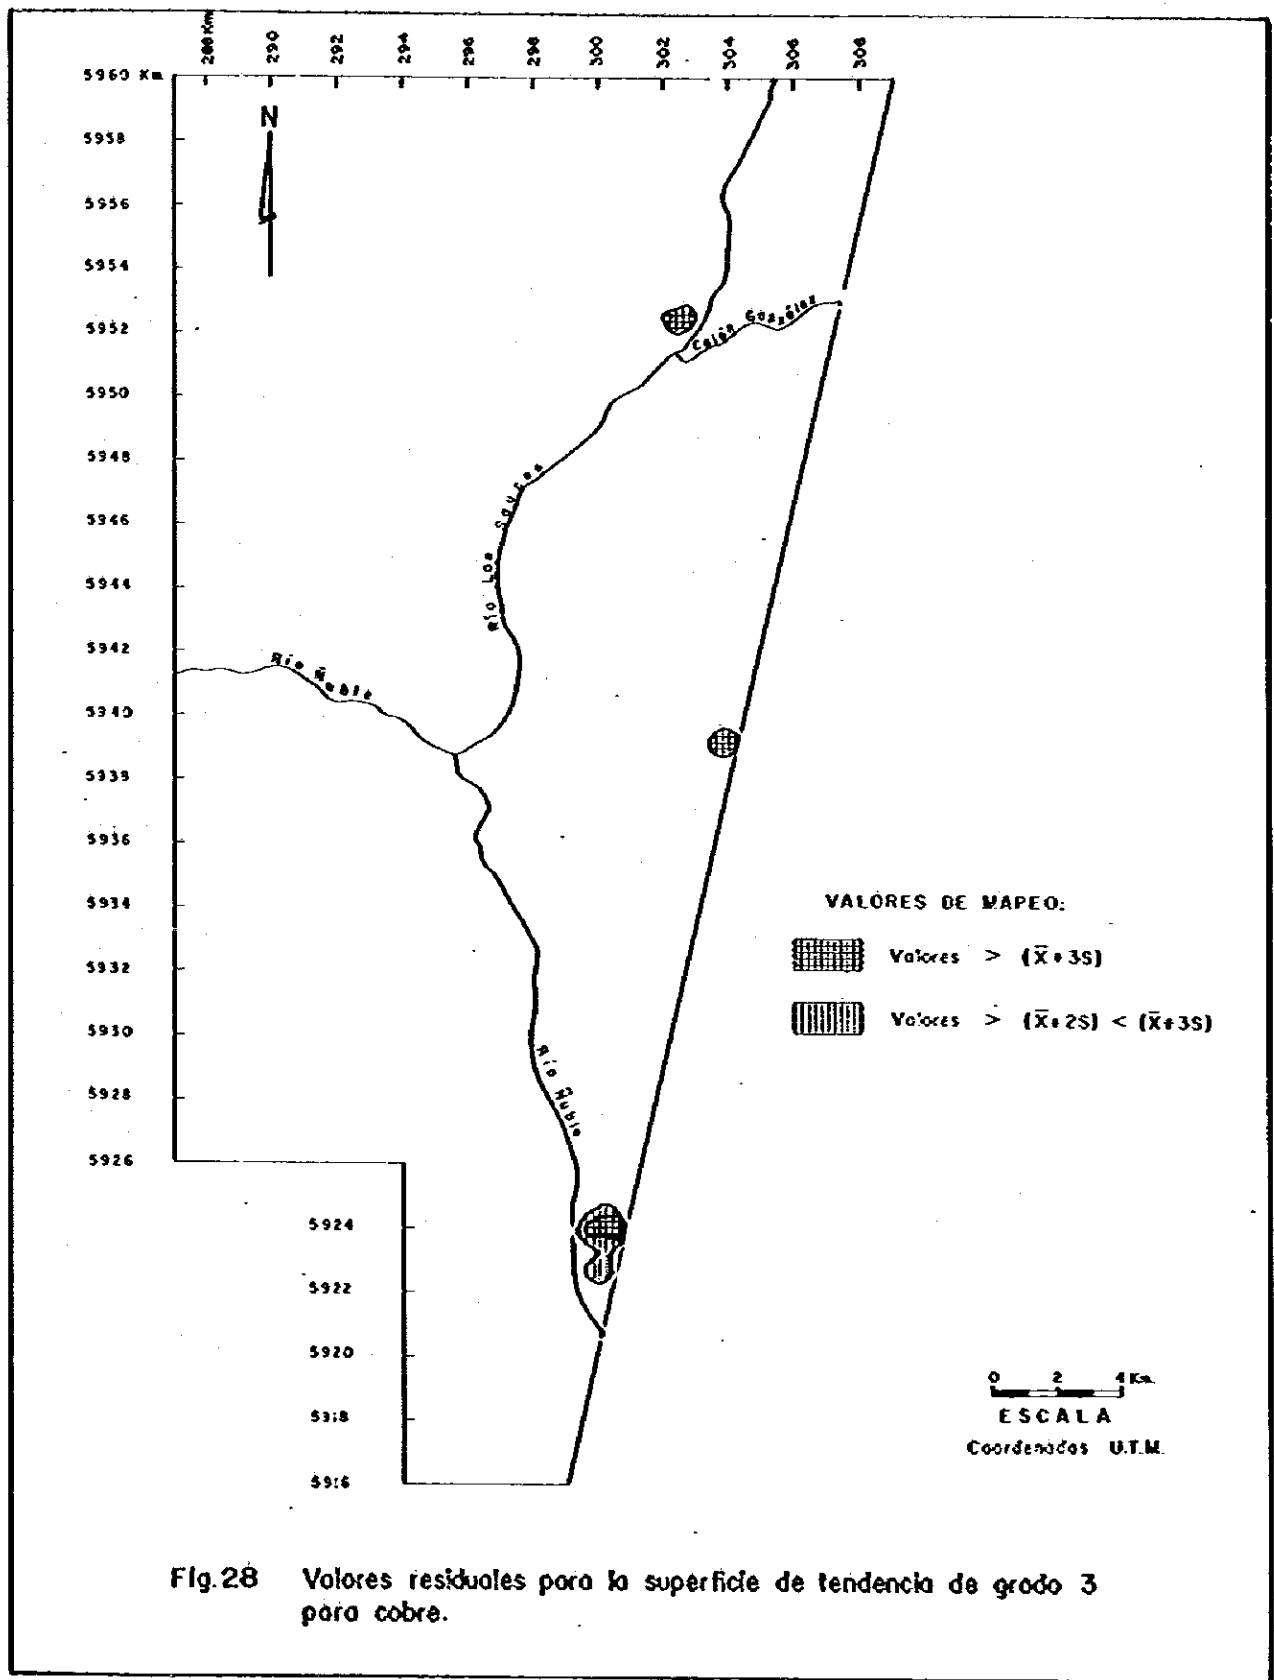 288 Km
290
292
294
296
298
300
302
304
306
308
5960 Km
N
5958
5956
5954
5952
Cajón González
5950
5948
5946
Río Los Sauces
5944
5942
Río Ñuble
5940
5938
5936
5934
VALORES DE MAPEO:
5932
Valores > (X̄+3S)
5930
Valores > (X̄+2S) < (X̄+3S)
Río Ñuble
5928
5926
5924
5922
5920
0 2 4 Km.
5918
ESCALA
Coordenadas U.T.M.
5916
Fig.28 Valores residuales para la superficie de tendencia de grado 3
para cobre.